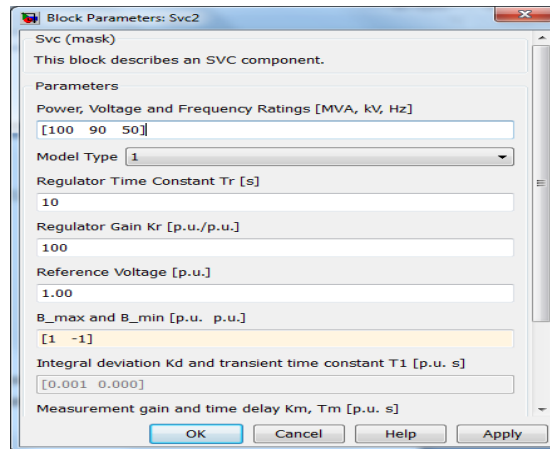 Block Parameters: Svc2
Svc (mask)
This block describes an SVC component.
Parameters
Power, Voltage and Frequency Ratings [MVA, kV, Hz]
[100 90 50]
Model Type 1
Regulator Time Constant Tr [s]
10
Regulator Gain Kr [p.u./p.u.]
100
Reference Voltage [p.u.]
1.00
B_max and B_min [p.u. p.u.]
[1 -1]
Integral deviation Kd and transient time constant T1 [p.u. s]
[0.001 0.000]
Measurement gain and time delay Km, Tm [p.u. s]
OK Cancel Help Apply